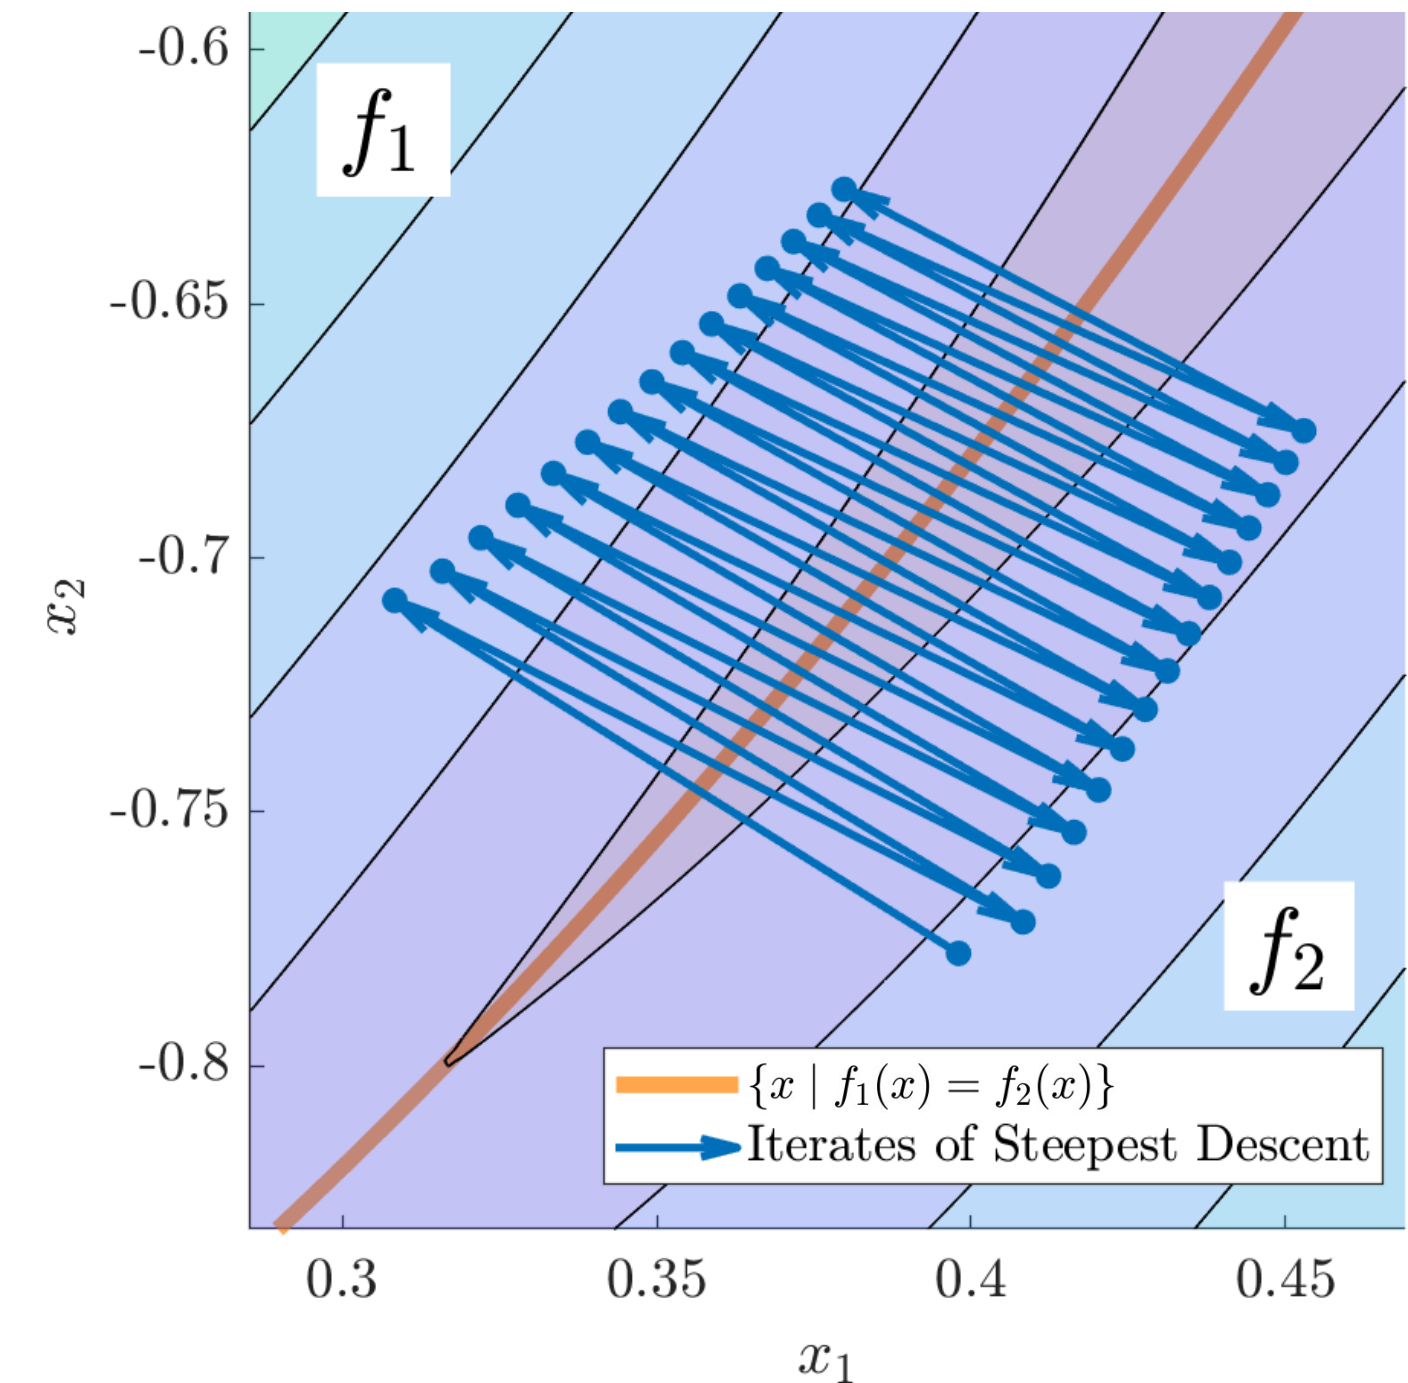 -0.6
f₁
-0.65
-0.7
x₂
-0.75
f₂
-0.8
{x | f₁(x) = f₂(x)}
Iterates of Steepest Descent
0.3 0.35 0.4 0.45
x₁